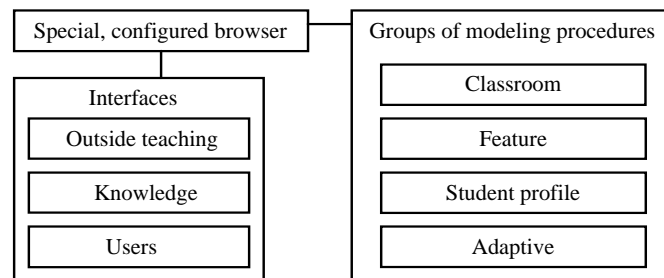 Special, configured browser
Interfaces
Outside teaching
Knowledge
Users
Groups of modeling procedures
Classroom
Feature
Student profile
Adaptive